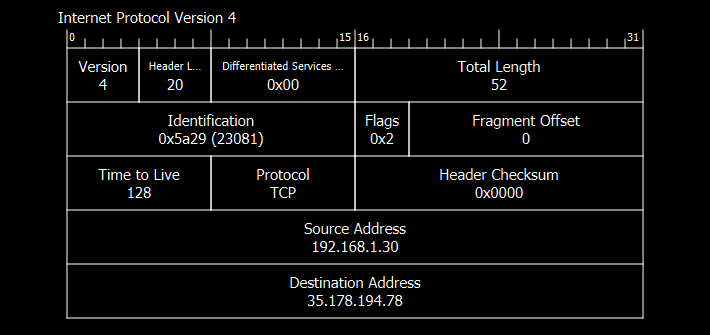 Internet Protocol Version 4
0 15 16 31
Version Header L... Differentiated Services ... Total Length
4 20 0x00 52
Identification Flags Fragment Offset
0x5a29 (23081) 0x2 0
Time to Live Protocol Header Checksum
128 TCP 0x0000
Source Address
192.168.1.30
Destination Address
35.178.194.78